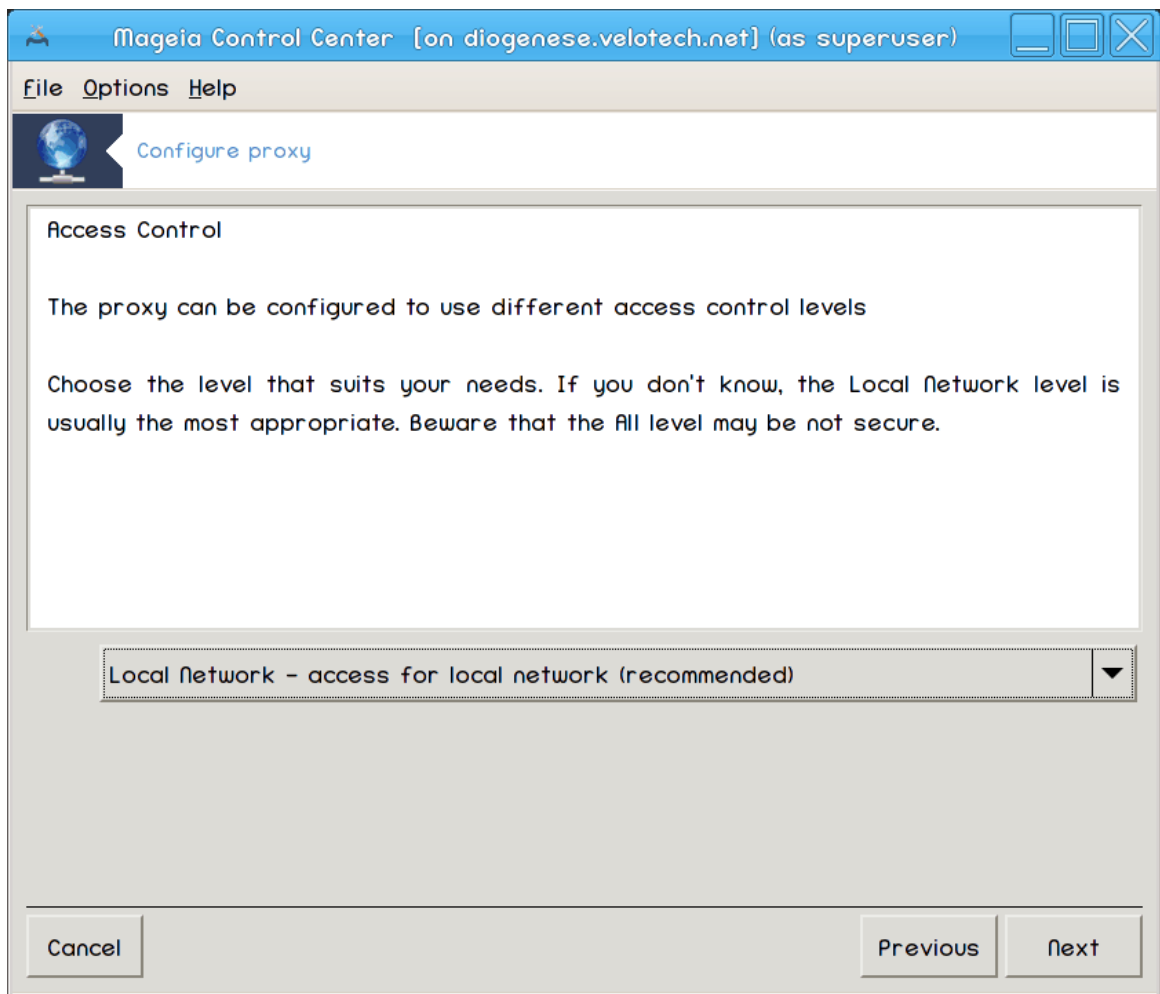 Mageia Control Center [on diogenese.velotech.net] (as superuser)
File Options Help
Configure proxy
Access Control
The proxy can be configured to use different access control levels
Choose the level that suits your needs. If you don't know, the Local Network level is
usually the most appropriate. Beware that the All level may be not secure.
Local Network - access for local network (recommended)
Cancel Previous Next